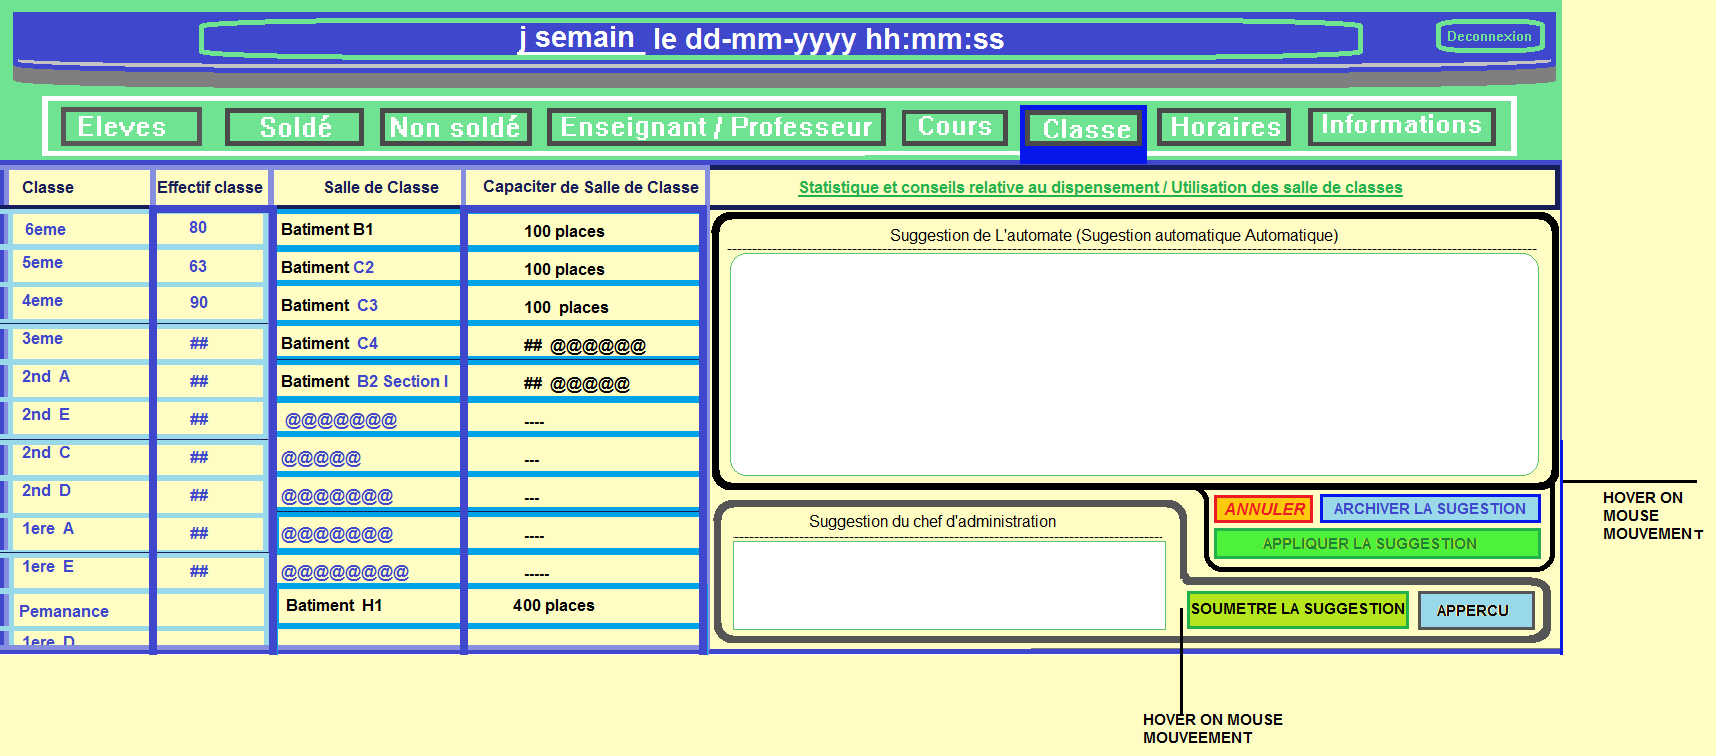 j semain_ le dd-mm-yyyy hh:mm:ss
Deconnexion
Eleves Soldé Non soldé Enseignant / Professeur Cours Classe Horaires Informations
Classe Effectif classe Salle de Classe Capaciter de Salle de Classe
6eme 80 Batiment B1 100 places
5eme 63 Batiment C2 100 places
4eme 90 Batiment C3 100 places
3eme ## Batiment C4 ## @@@@@@
2nd A ## Batiment B2 Section I ## @@@@@
2nd E ## @@@@@@@ ----
2nd C ## @@@@@ ---
2nd D ## @@@@@@@ ---
1ere A ## @@@@@@@ ----
1ere E ## @@@@@@@@ -----
Pemanance Batiment H1 400 places
1ere D
Statistique et conseils relative au dispensement / Utilisation des salle de classes
Suggestion de L'automate (Sugestion automatique Automatique)
ANNULER ARCHIVER LA SUGESTION
APPLIQUER LA SUGGESTION
Suggestion du chef d'administration
SOUMETRE LA SUGGESTION APPERCU
HOVER ON
MOUSE
MOUVEMENT
HOVER ON MOUSE
MOUVEEMENT